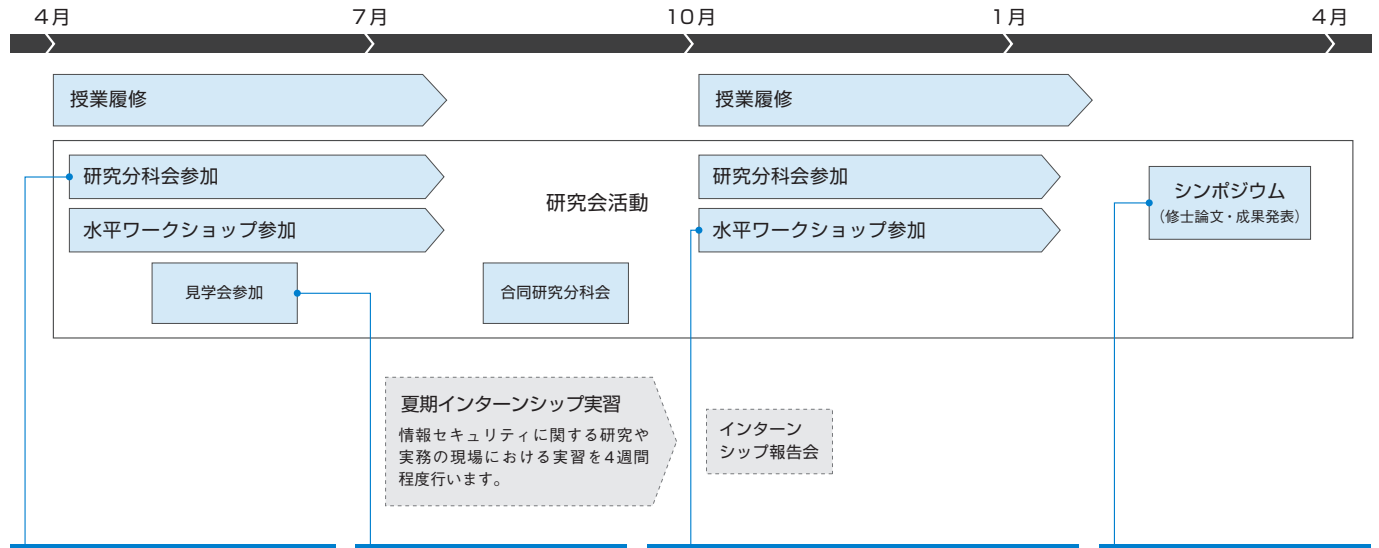 4月 7月 10月 1月 4月
授業履修 授業履修
研究分科会参加 研究分科会参加
シンポジウム
（修士論文・成果発表）
研究会活動
水平ワークショップ参加 水平ワークショップ参加
見学会参加 合同研究分科会
夏期インターンシップ実習
情報セキュリティに関する研究や
実務の現場における実習を4週間
程度行います。
インターン
シップ報告会